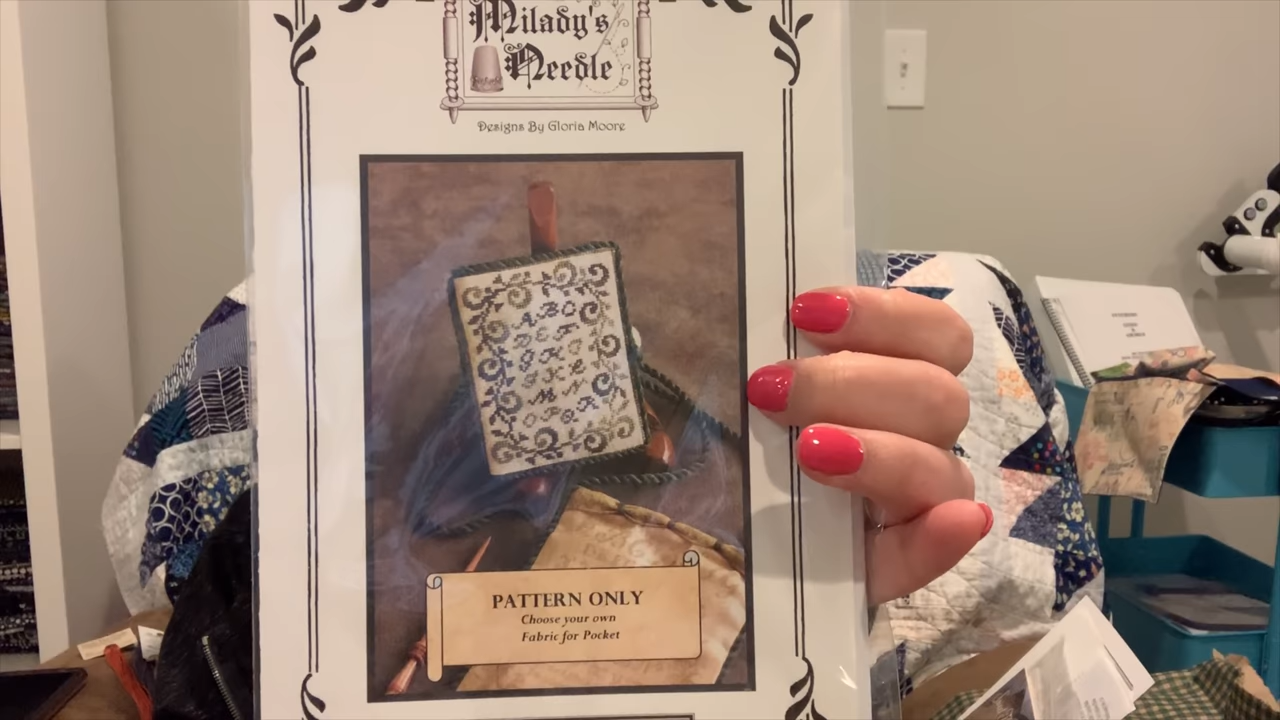 Milady's
Needle
Designs By Gloria Moore
PATTERN ONLY
Choose your own
Fabric for Pocket